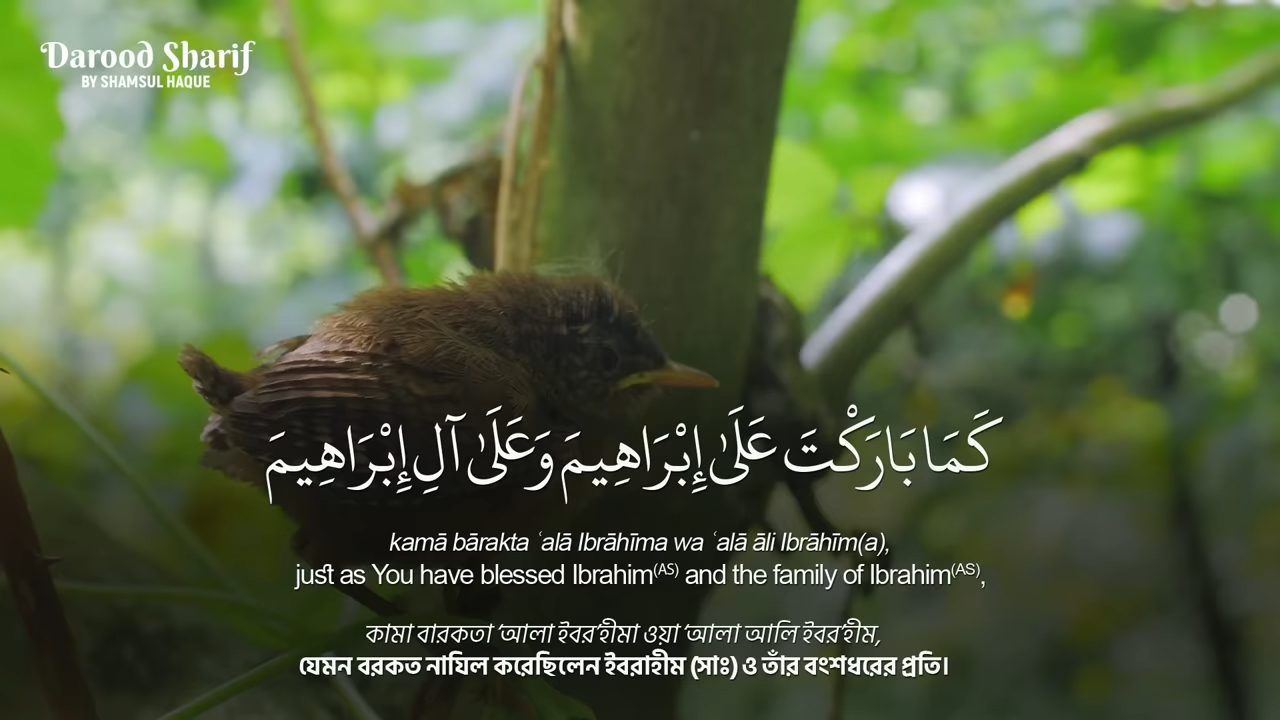 Darood Sharif
BY SHAMSUL HAQUE
كَمَا بَارَكْتَ عَلَىٰ إِبْرَاهِيمَ وَعَلَىٰ آلِ إِبْرَاهِيمَ
kamā bārakta ʿalā Ibrāhīma wa ʿalā āli Ibrāhīm(a),
just as You have blessed Ibrahim(AS) and the family of Ibrahim(AS),
কামা বারকতা ‘আলা ইবর‘হীমা ওয়া ‘আলা আলি ইবর‘হীম,
যেমন বরকত নাযিল করেছিলেন ইবরাহীম (সাঃ) ও তাঁর বংশধরের প্রতি।